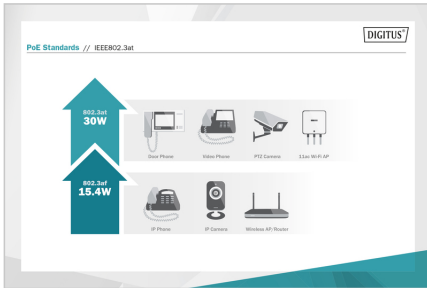 DIGITUS®
PoE Standards // IEEE802.3at
802.3at
30W
Door Phone Video Phone PTZ Camera 11ac Wi-Fi AP
802.3af
15.4W
IP Phone IP Camera Wireless AP/Router